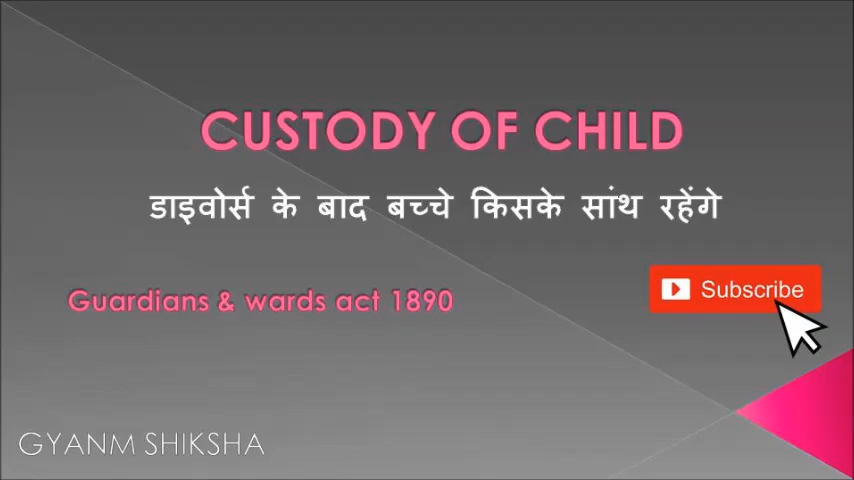 CUSTODY OF CHILD
डाइवोर्स के बाद बच्चे किसके सांथ रहेंगे
Guardians & wards act 1890
Subscribe
GYANM SHIKSHA